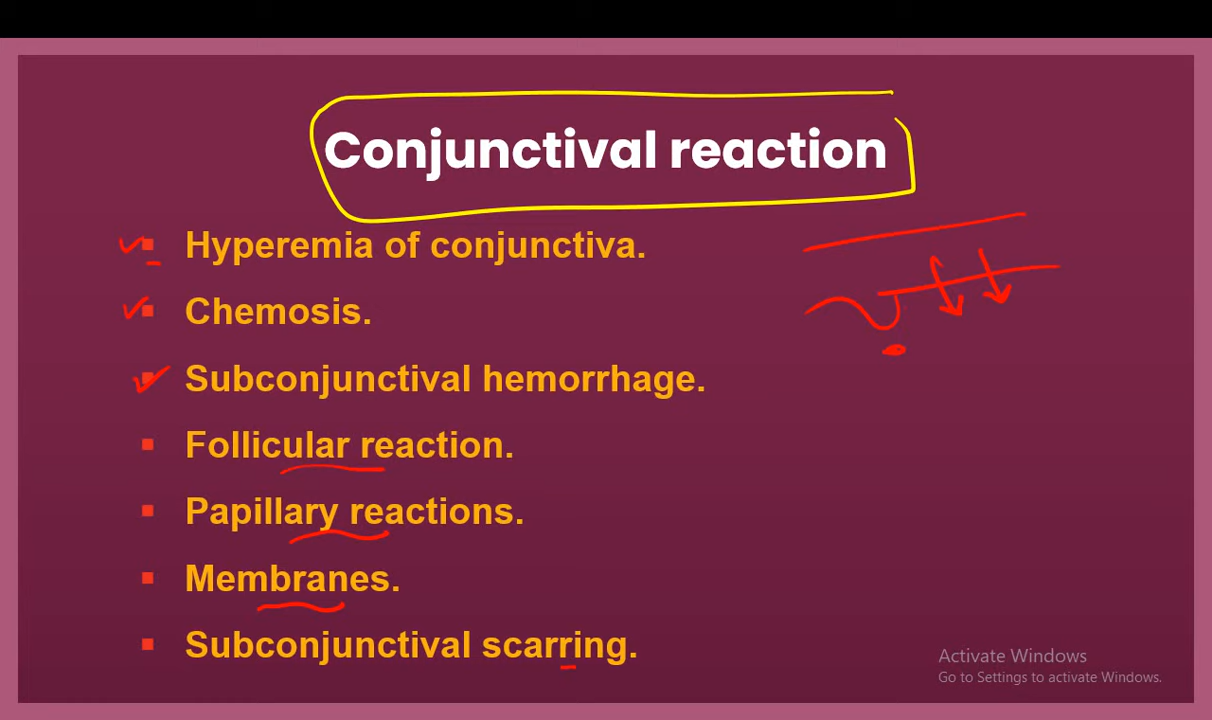 Conjunctival reaction
Hyperemia of conjunctiva.
Chemosis.
Subconjunctival hemorrhage.
Follicular reaction.
Papillary reactions.
Membranes.
Subconjunctival scarring.
Activate Windows
Go to Settings to activate Windows.